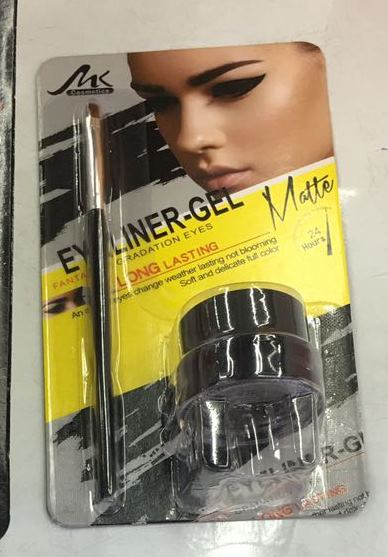 MK
Cosmetics
EYELINER-GEL
Matte
GRADATION EYES
24
Hours
LONG LASTING
eyes change weather lasting not bloorning
Soft and delicate full color